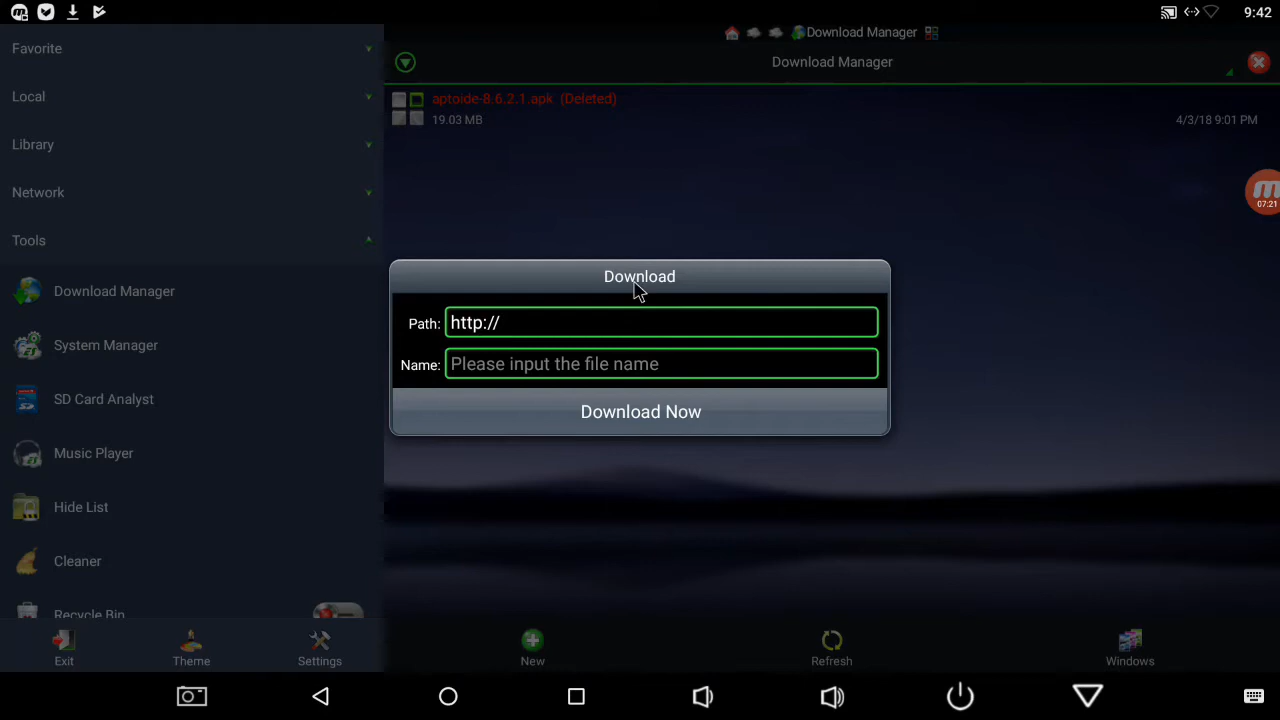 9:42
Favorite
Local
Library
Network
Tools
Download Manager
System Manager
SD Card Analyst
Music Player
Hide List
Cleaner
Recycle Bin
Exit
Theme
Settings
Download Manager
Download Manager
aptoide-8.6.2.1.apk (Deleted)
19.03 MB
4/3/18 9:01 PM
07:21
Download
Path: http://
Name: Please input the file name
Download Now
New
Refresh
Windows